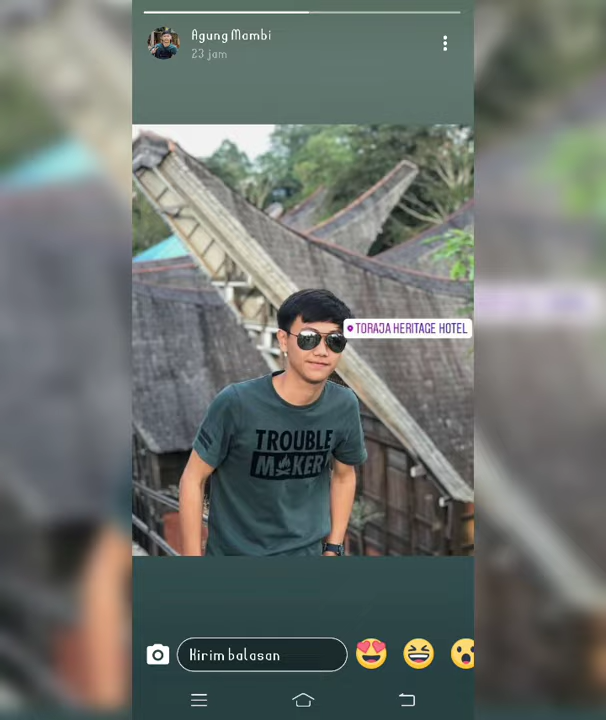 Agung Mambi
23 jam
TORAJA HERITAGE HOTEL
TROUBLE
MAKER
Kirim balasan